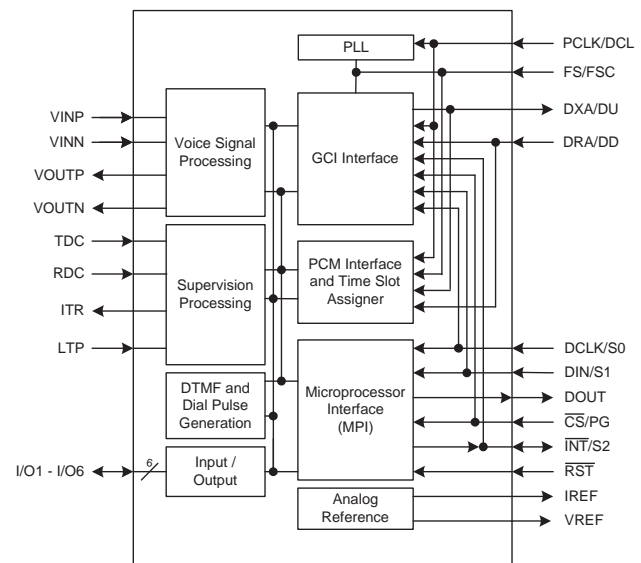 PLL
PCLK/DCL
FS/FSC
DXA/DU
DRA/DD
VINP
VINN
VOUTP
VOUTN
Voice Signal
Processing
GCI Interface
TDC
RDC
ITR
LTP
Supervision
Processing
PCM Interface
and Time Slot
Assigner
DTMF and
Dial Pulse
Generation
Microprocessor
Interface
(MPI)
DCLK/S0
DIN/S1
DOUT
CS/PG
INT/S2
RST
I/O1 - I/O6
6
Input /
Output
Analog
Reference
IREF
VREF